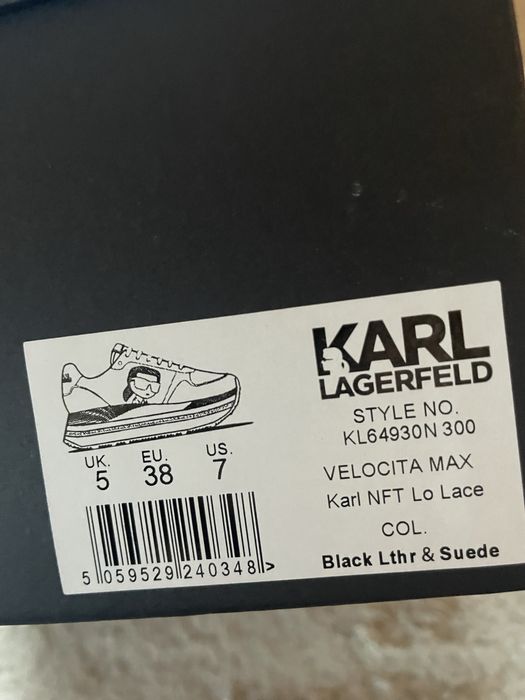 KARL
LAGERFELD
STYLE NO.
KL64930N 300
VELOCITA MAX
Karl NFT Lo Lace
COL.
Black Lthr & Suede
UK. EU. US.
5 38 7
5 059529 240348 >